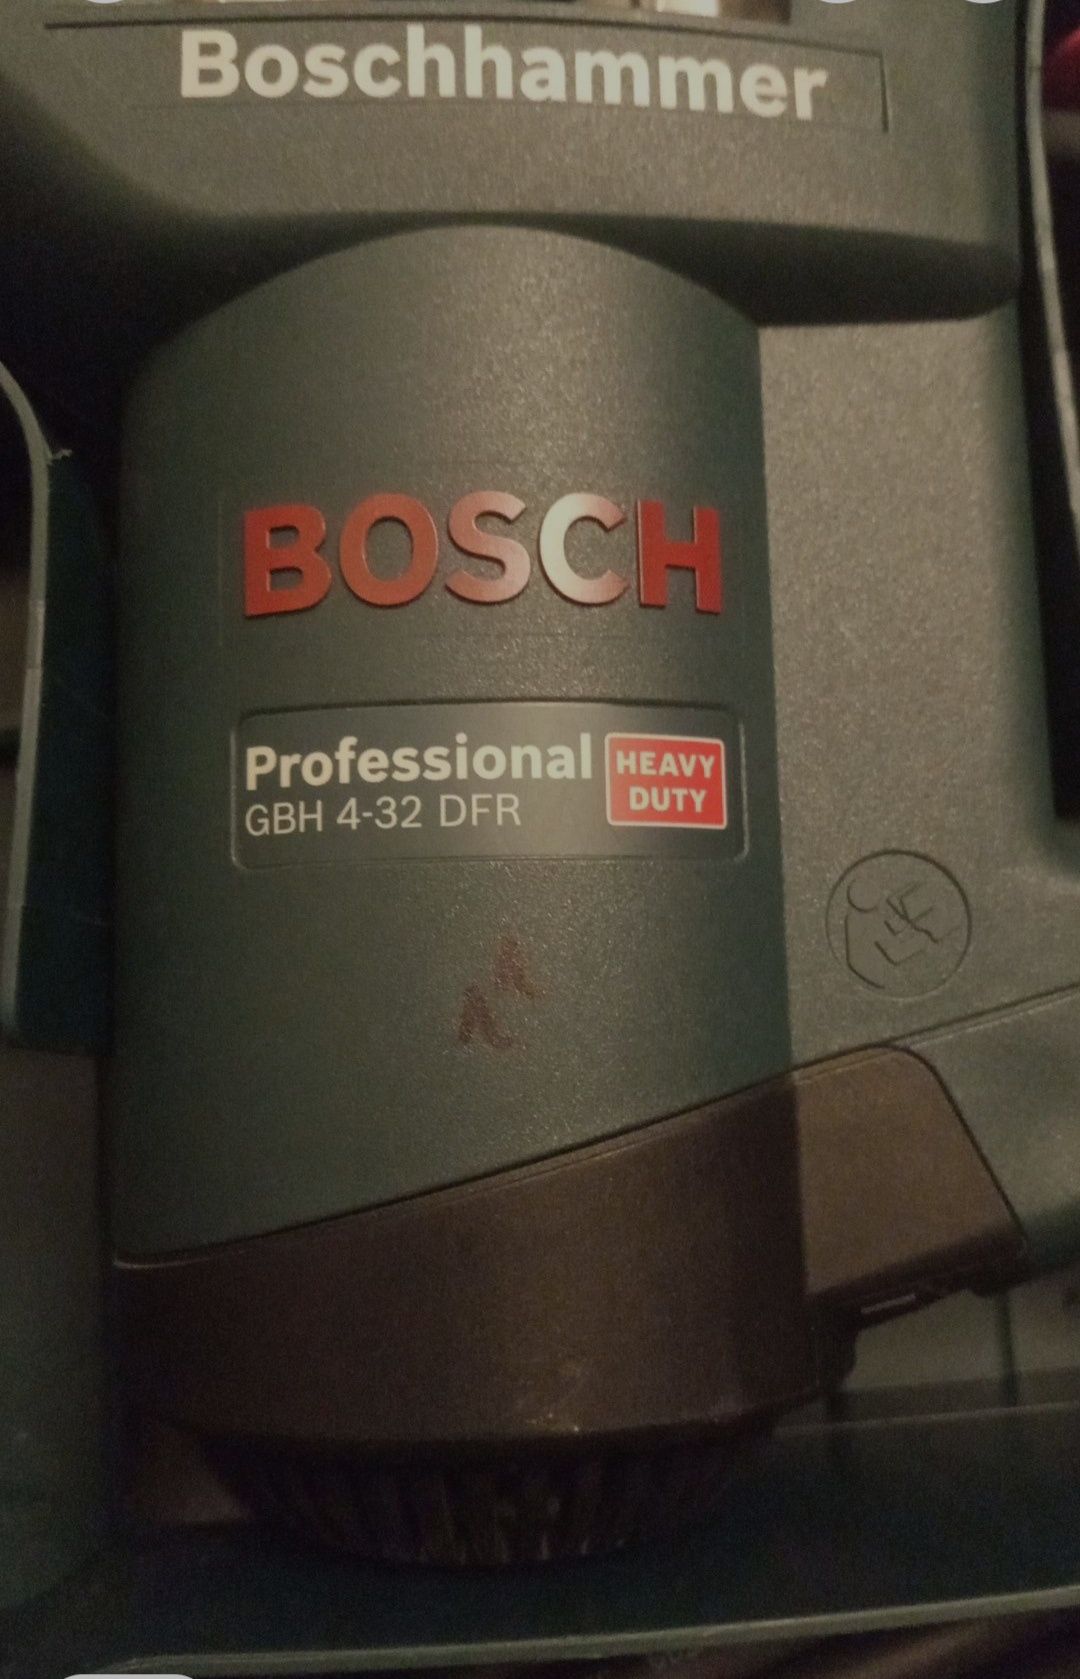 Boschhammer
BOSCH
Professional
GBH 4-32 DFR
HEAVY
DUTY